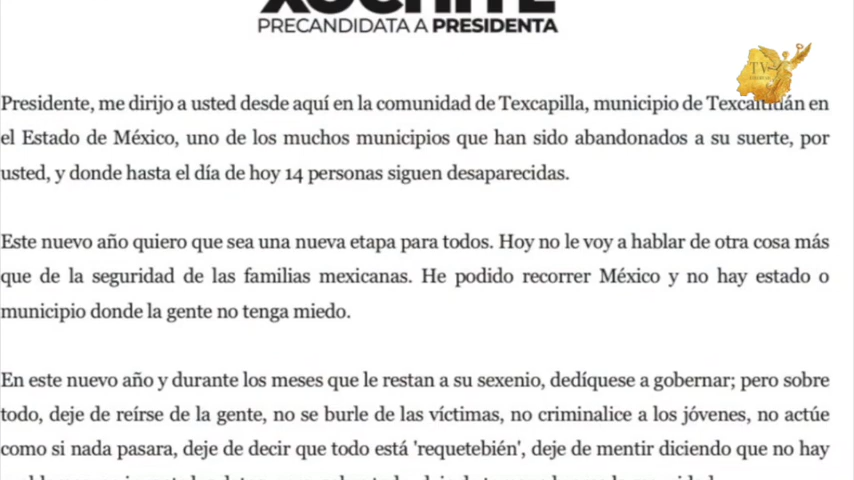 XÓCHITL
PRECANDIDATA A PRESIDENTA
TV
Presidente, me dirijo a usted desde aquí en la comunidad de Texcapilla, municipio de Texcaltitlán en
el Estado de México, uno de los muchos municipios que han sido abandonados a su suerte, por
usted, y donde hasta el día de hoy 14 personas siguen desaparecidas.
Este nuevo año quiero que sea una nueva etapa para todos. Hoy no le voy a hablar de otra cosa más
que de la seguridad de las familias mexicanas. He podido recorrer México y no hay estado o
municipio donde la gente no tenga miedo.
En este nuevo año y durante los meses que le restan a su sexenio, dedíquese a gobernar; pero sobre
todo, deje de reírse de la gente, no se burle de las víctimas, no criminalice a los jóvenes, no actúe
como si nada pasara, deje de decir que todo está 'requetebién', deje de mentir diciendo que no hay